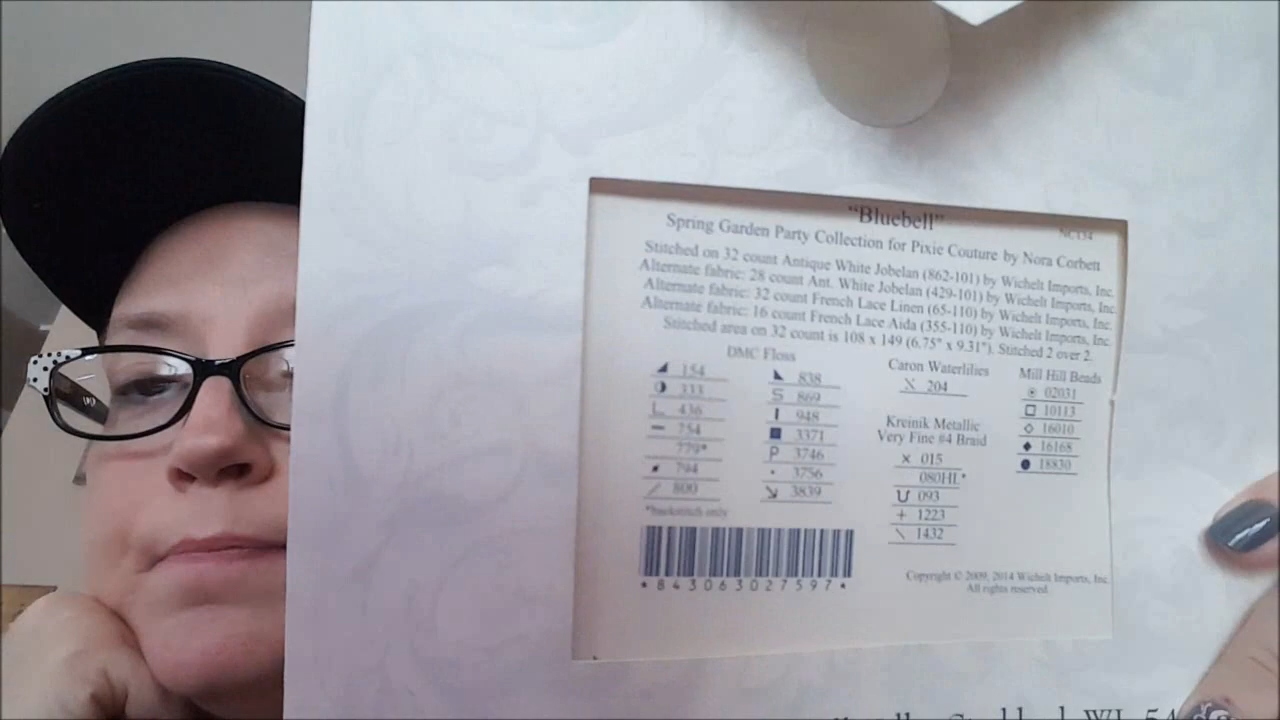 "Bluebell"
NC154
Spring Garden Party Collection for Pixie Couture by Nora Corbett
Stitched on 32 count Antique White Jobelan (862-101) by Wichelt Imports, Inc.
Alternate fabric: 28 count Ant. White Jobelan (429-101) by Wichelt Imports, Inc.
Alternate fabric: 32 count French Lace Linen (65-110) by Wichelt Imports, Inc.
Alternate fabric: 16 count French Lace Aida (355-110) by Wichelt Imports, Inc.
Stitched area on 32 count is 108 x 149 (6.75" x 9.31"). Stitched 2 over 2.
DMC Floss
154
333
L 436
754
779*
794
800
*backstitch only
838
S 869
948
3371
P 3746
3756
3839
Caron Waterlilies
204
Kreinik Metallic
Very Fine #4 Braid
x 015
080HL*
U 093
+ 1223
\ 1432
Mill Hill Beads
02031
10113
16010
16168
18830
*843063027597*
Copyright © 2009, 2014 Wichelt Imports, Inc.
All rights reserved.